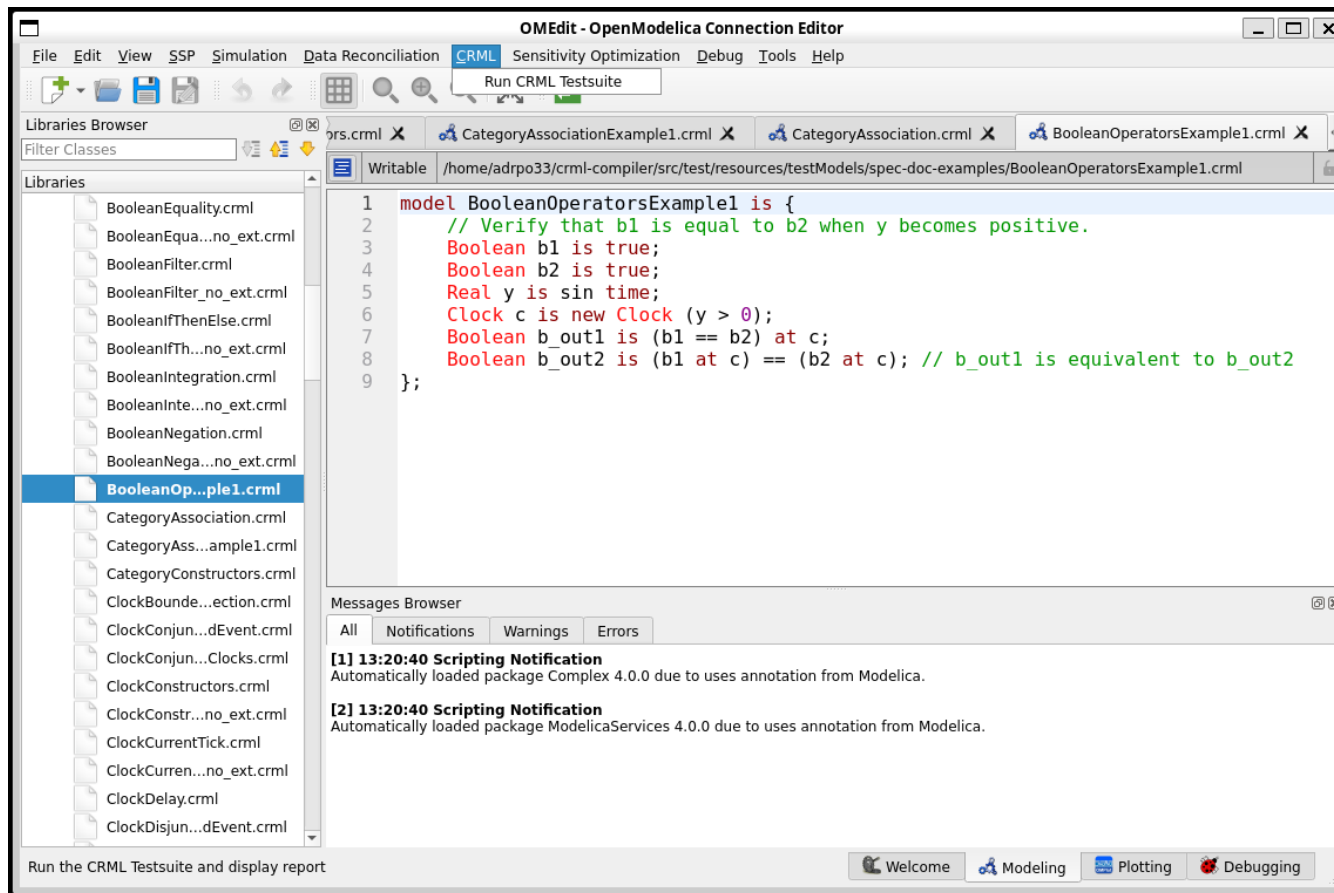 OMEdit - OpenModelica Connection Editor
File Edit View SSP Simulation Data Reconciliation CRML Sensitivity Optimization Debug Tools Help
Run CRML Testsuite
Libraries Browser
Filter Classes
Libraries
BooleanEquality.crml
BooleanEqua...no_ext.crml
BooleanFilter.crml
BooleanFilter_no_ext.crml
BooleanIfThenElse.crml
BooleanIfTh...no_ext.crml
BooleanIntegration.crml
BooleanInte...no_ext.crml
BooleanNegation.crml
BooleanNega...no_ext.crml
BooleanOp...ple1.crml
CategoryAssociation.crml
CategoryAss...ample1.crml
CategoryConstructors.crml
ClockBounde...ection.crml
ClockConjun...dEvent.crml
ClockConjun...Clocks.crml
ClockConstructors.crml
ClockConstr...no_ext.crml
ClockCurrentTick.crml
ClockCurren...no_ext.crml
ClockDelay.crml
ClockDisjun...dEvent.crml
ors.crml CategoryAssociationExample1.crml CategoryAssociation.crml BooleanOperatorsExample1.crml
Writable /home/adrpo33/crml-compiler/src/test/resources/testModels/spec-doc-examples/BooleanOperatorsExample1.crml
1 model BooleanOperatorsExample1 is {
2 // Verify that b1 is equal to b2 when y becomes positive.
3 Boolean b1 is true;
4 Boolean b2 is true;
5 Real y is sin time;
6 Clock c is new Clock (y > 0);
7 Boolean b_out1 is (b1 == b2) at c;
8 Boolean b_out2 is (b1 at c) == (b2 at c); // b_out1 is equivalent to b_out2
9 };
Messages Browser
All Notifications Warnings Errors
[1] 13:20:40 Scripting Notification
Automatically loaded package Complex 4.0.0 due to uses annotation from Modelica.
[2] 13:20:40 Scripting Notification
Automatically loaded package ModelicaServices 4.0.0 due to uses annotation from Modelica.
Run the CRML Testsuite and display report
Welcome Modeling Plotting Debugging